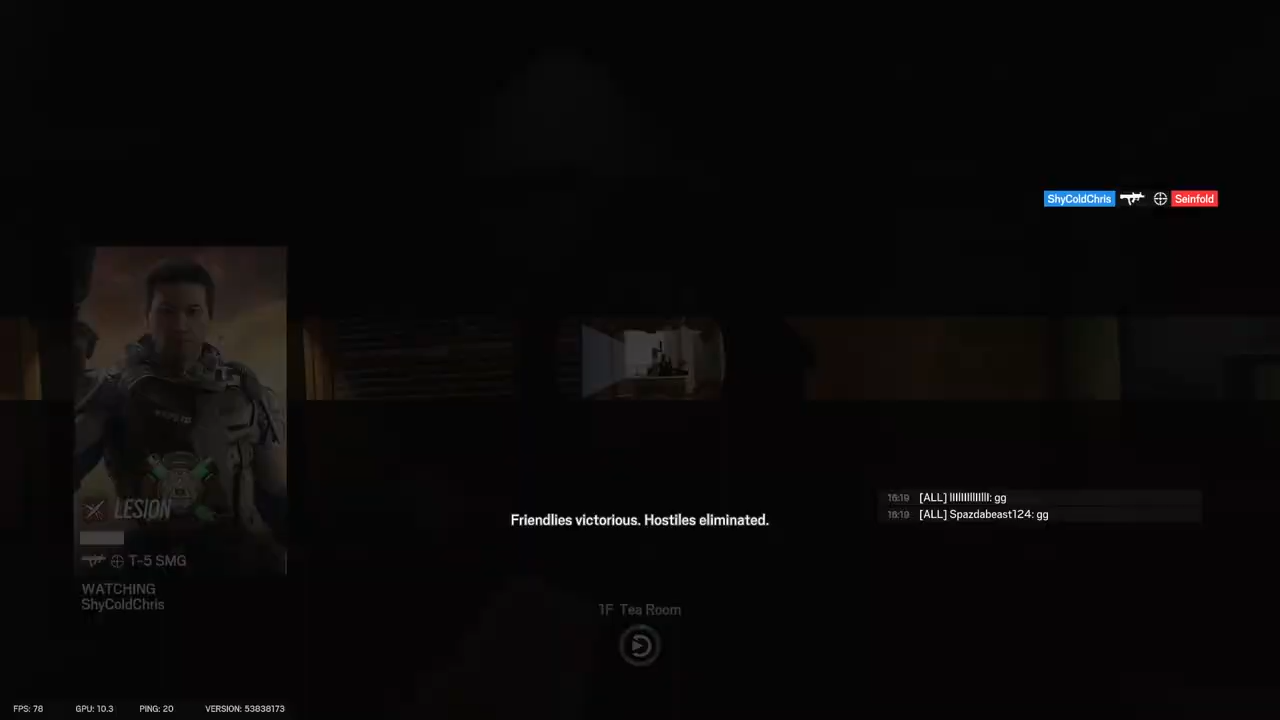 ShyColdChris Seinfold
LESION
T-5 SMG
WATCHING
ShyColdChris
Friendlies victorious. Hostiles eliminated.
16:19 [ALL] llllllllllllll: gg
16:19 [ALL] Spazdabeast124: gg
1F Tea Room
FPS: 78 GPU: 10.3 PING: 20 VERSION: 53838173